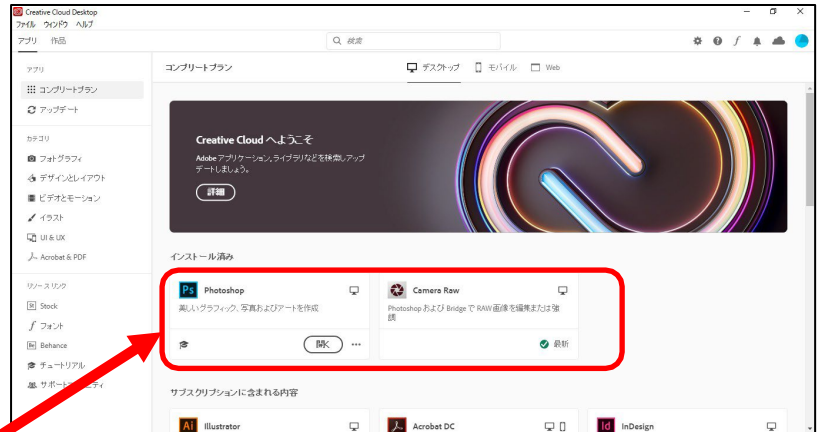 Creative Cloud Desktop
ファイル ウィンドウ ヘルプ
アプリ 作品
検索
アプリ
コンプリートプラン
アップデート
カテゴリ
フォトグラフィ
デザインとレイアウト
ビデオとモーション
イラスト
UI & UX
Acrobat & PDF
リソースリンク
St Stock
フォント
Be Behance
チュートリアル
コンプリートプラン
デスクトップ モバイル Web
Creative Cloud へようこそ
Adobe アプリケーション、ライブラリなどを検索しアップ
デートしましょう。
詳細
インストール済み
Ps Photoshop
美しいグラフィック、写真およびアートを作成
開く
Camera Raw
Photoshop および Bridge で RAW 画像を編集または強
調
最新
サブスクリプションに含まれる内容
Ai Illustrator
Acrobat DC
Id InDesign